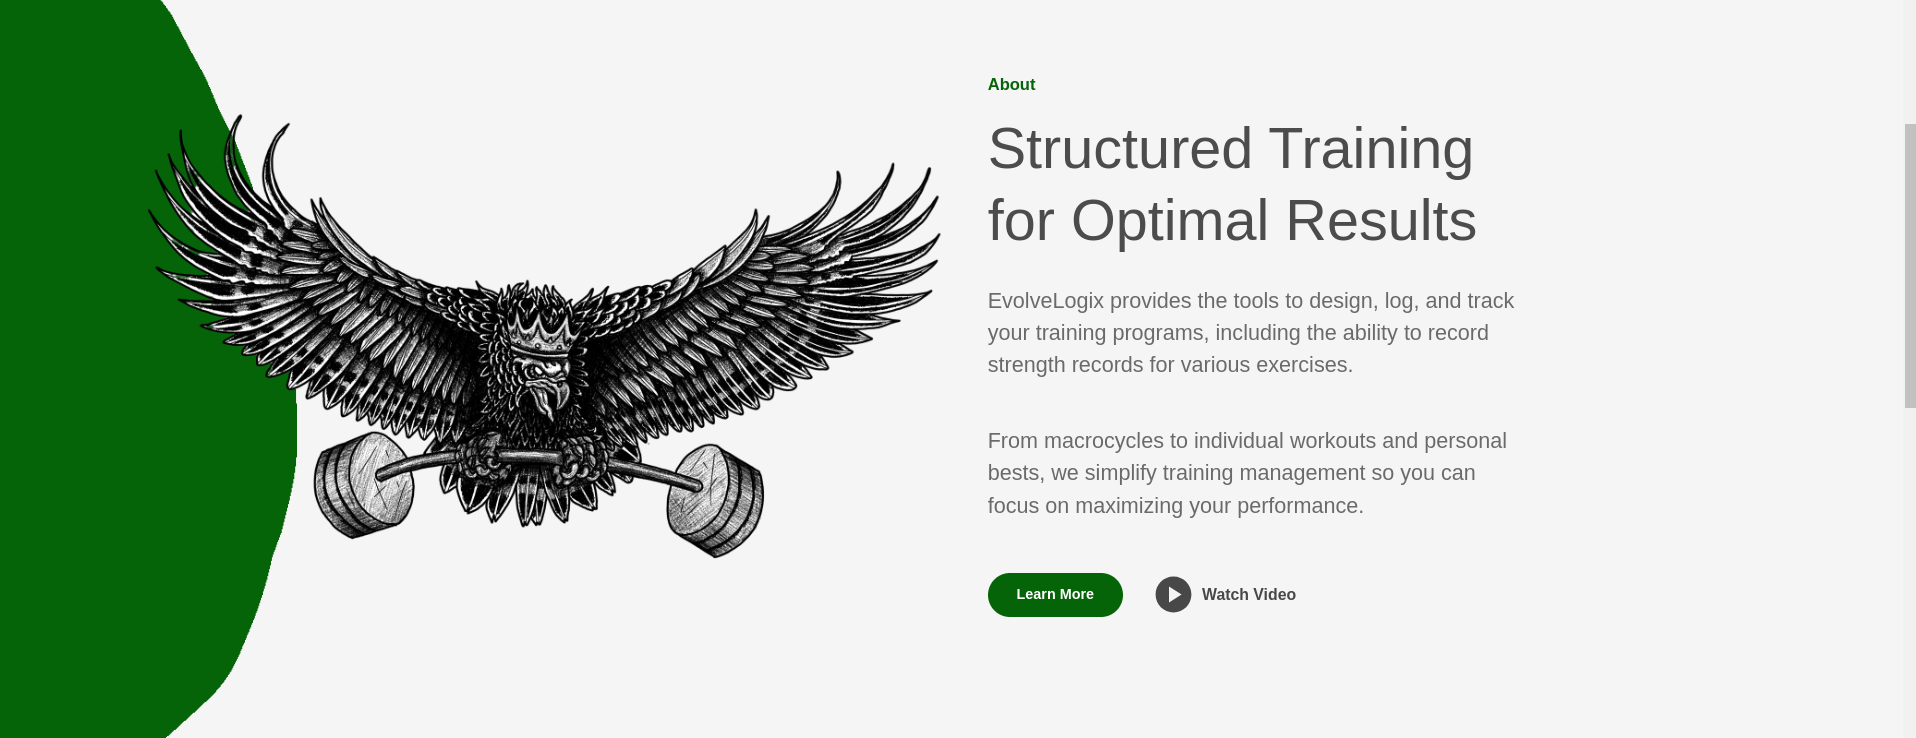 About
Structured Training
for Optimal Results
EvolveLogix provides the tools to design, log, and track
your training programs, including the ability to record
strength records for various exercises.
From macrocycles to individual workouts and personal
bests, we simplify training management so you can
focus on maximizing your performance.
Learn More
Watch Video